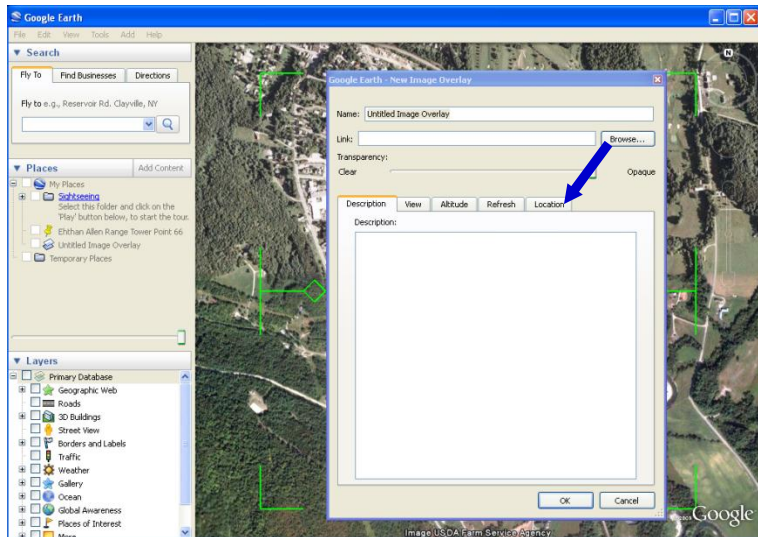 Google Earth
File Edit View Tools Add Help
Search
Fly To Find Businesses Directions
Fly to e.g., Reservoir Rd. Clayville, NY
Places Add Content
My Places
Sightseeing
Select this folder and click on the
'Play' button below, to start the tour.
Ehthan Allen Range Tower Point 66
Untitled Image Overlay
Temporary Places
Layers
Primary Database
Geographic Web
Roads
3D Buildings
Street View
Borders and Labels
Traffic
Weather
Gallery
Ocean
Global Awareness
Places of Interest
More
Google Earth - New Image Overlay
Name: Untitled Image Overlay
Link: Browse...
Transparency:
Clear Opaque
Description View Altitude Refresh Location
Description:
OK Cancel
N
Image USDA Farm Service Agency
©2009 Google